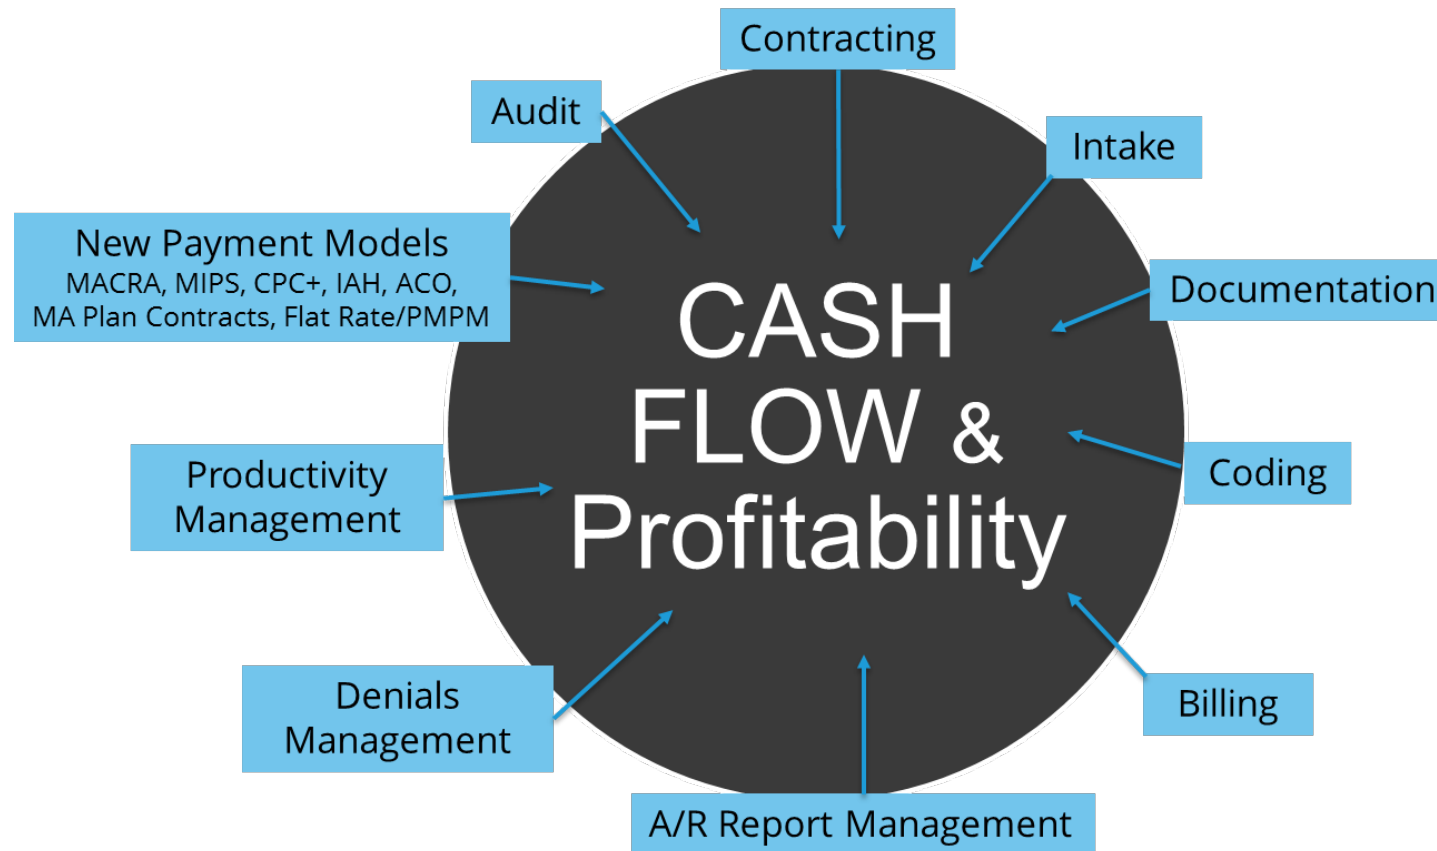 Contracting
Audit
Intake
New Payment Models
MACRA, MIPS, CPC+, IAH, ACO,
MA Plan Contracts, Flat Rate/PMPM
Documentation
CASH
FLOW &
Profitability
Coding
Productivity
Management
Denials
Management
Billing
A/R Report Management